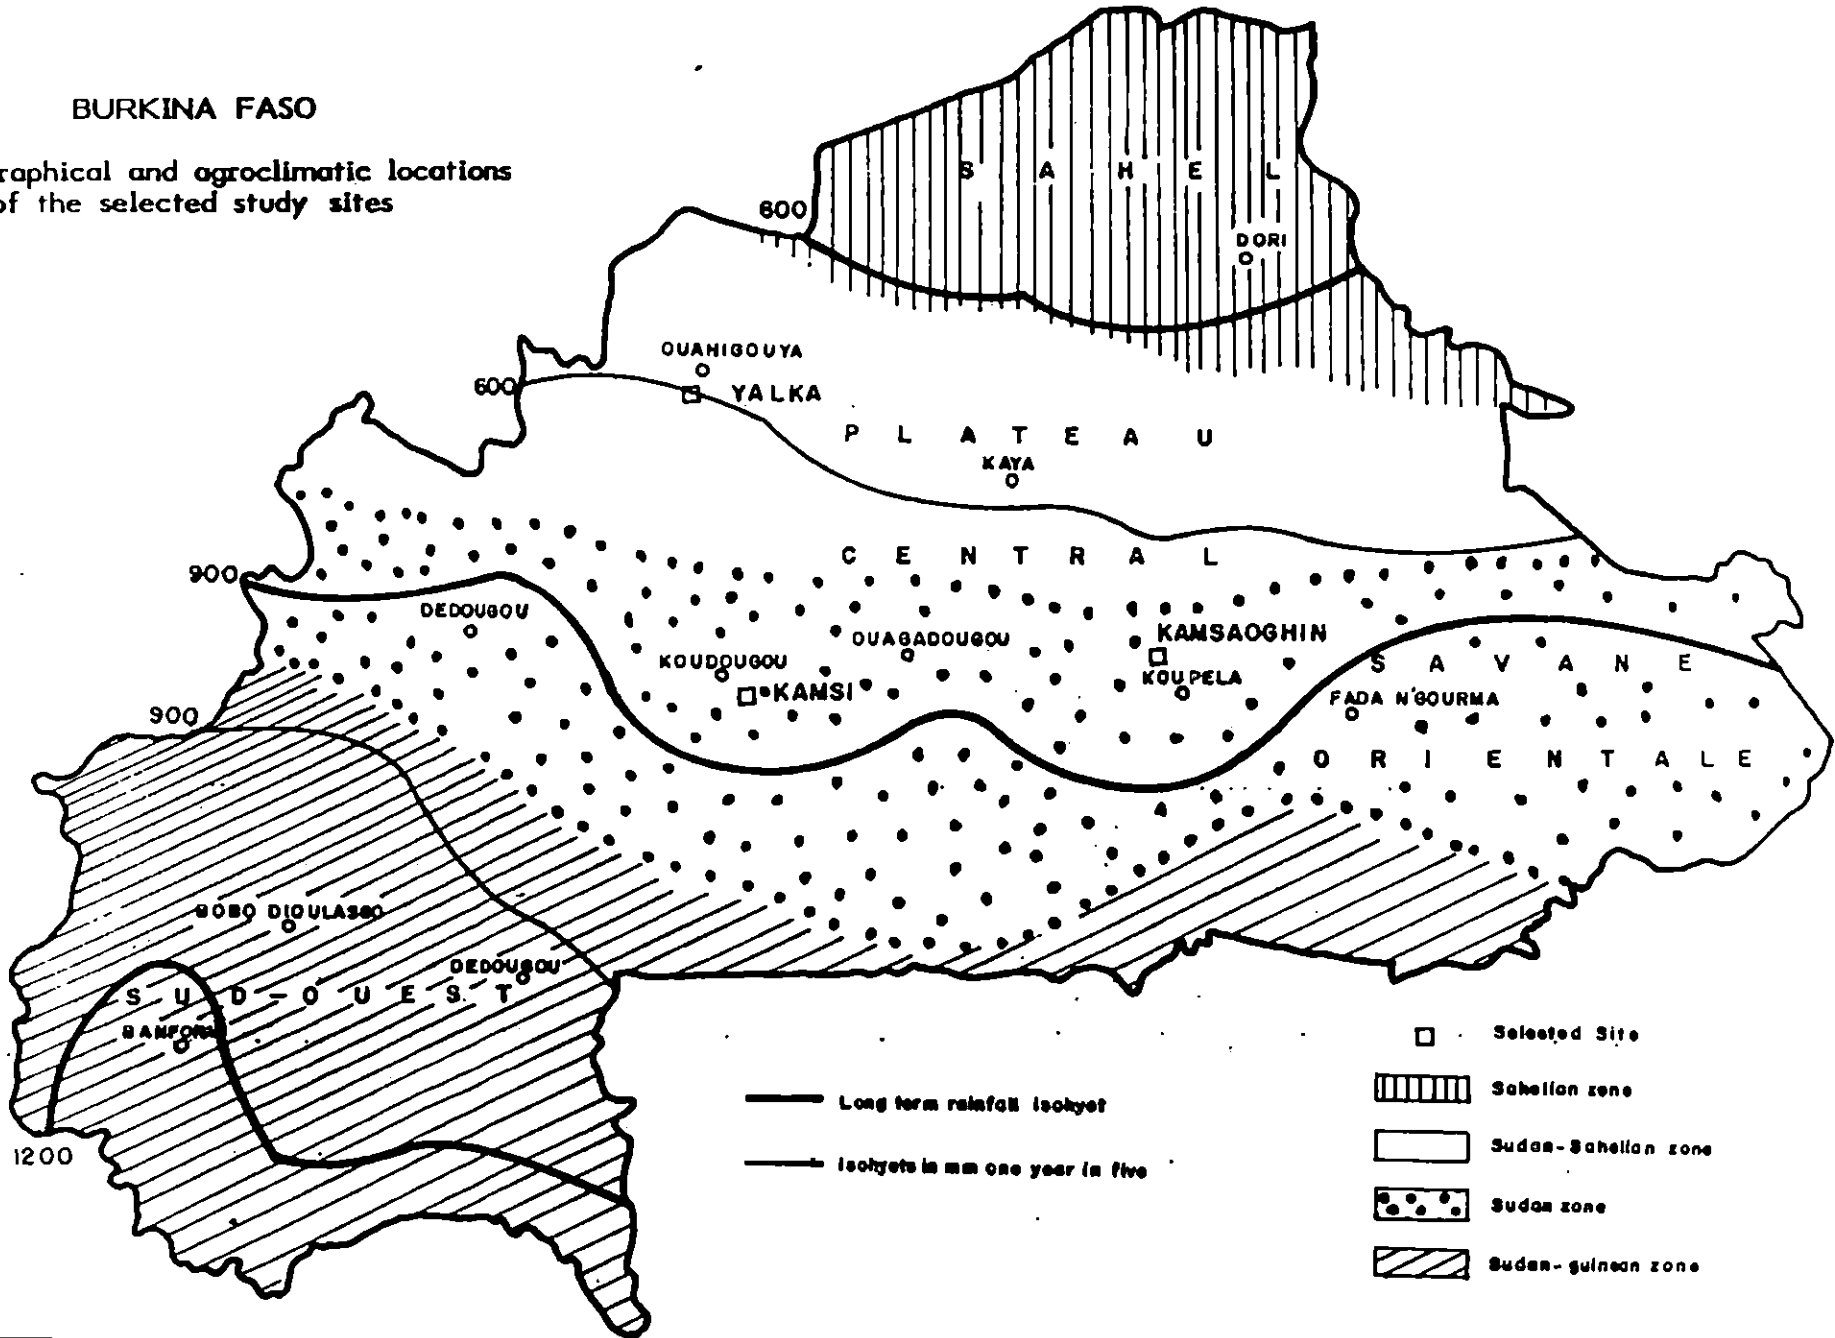 BURKINA FASO
raphical and agroclimatic locations
of the selected study sites
600
S A H E L
DORI
OUAHIGOUYA
600
YALKA
P L A T E A U
KAYA
C E N T R A L
900
DEDOUGOU
OUAGADOUGOU
KAMSAOGHIN
KOUDOUGOU
KAMSI
KOUPELA
S A V A N E
FADA N'GOURMA
900
O R I E N T A L E
BOBO DIOULASSO
DEDOUGOU
S U D - O U E S T
BANFORA
1200
Long term rainfall isohyet
Isohyets in mm one year in five
Selected Site
Sahelian zone
Sudan-Sahelian zone
Sudan zone
Sudan-guinean zone